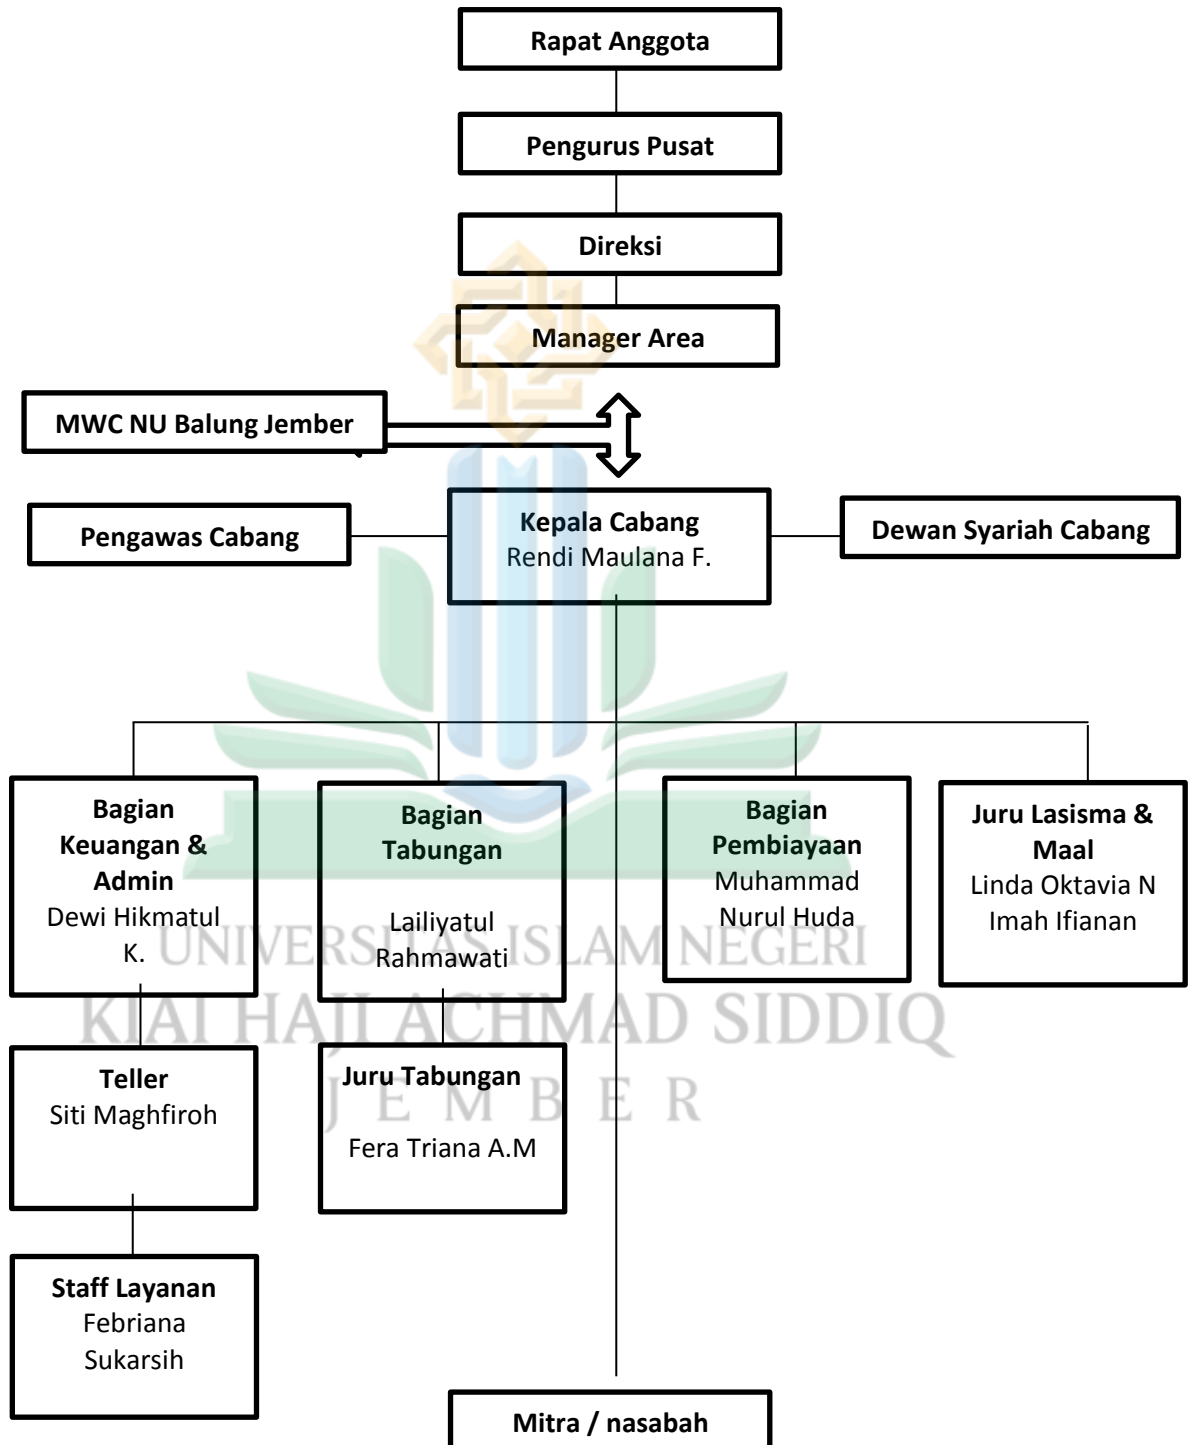 Rapat Anggota
Pengurus Pusat
Direksi
Manager Area
MWC NU Balung Jember
Pengawas Cabang
Kepala Cabang
Rendi Maulana F.
Dewan Syariah Cabang
Bagian
Keuangan &
Admin
Dewi Hikmatul
K.
Bagian
Tabungan
Lailiyatul
Rahmawati
Bagian
Pembiayaan
Muhammad
Nurul Huda
Juru Lasisma &
Maal
Linda Oktavia N
Imah Ifianan
UNIVERSITAS ISLAM NEGERI
KIAI HAJI ACHMAD SIDDIQ
JEMBER
Teller
Siti Maghfiroh
Juru Tabungan
Fera Triana A.M
Staff Layanan
Febriana
Sukarsih
Mitra / nasabah